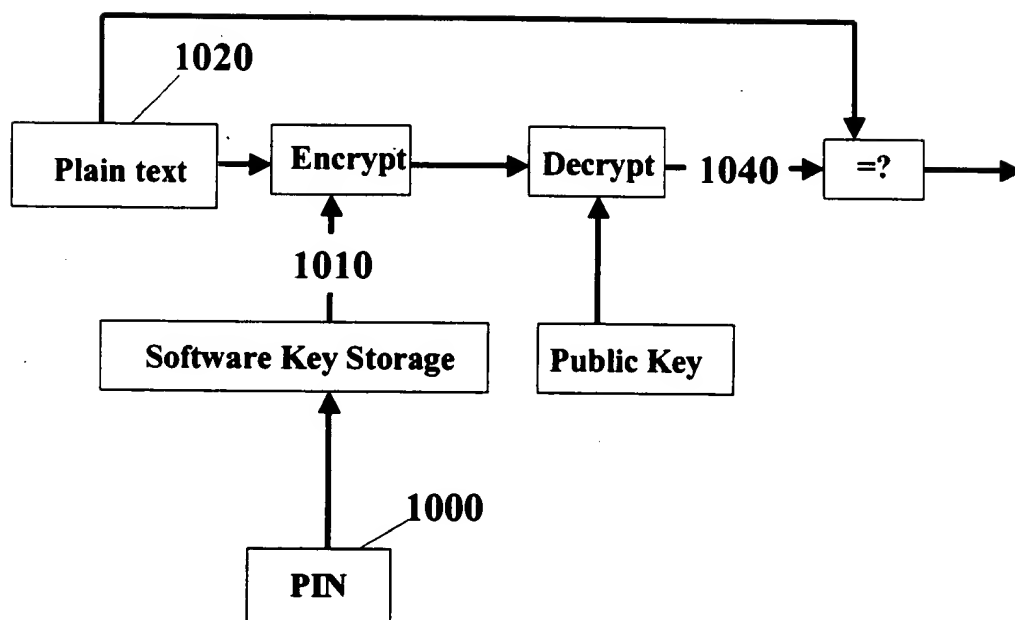 1020
Plain text
Encrypt
Decrypt
1040
=?
1010
Software Key Storage
Public Key
1000
PIN